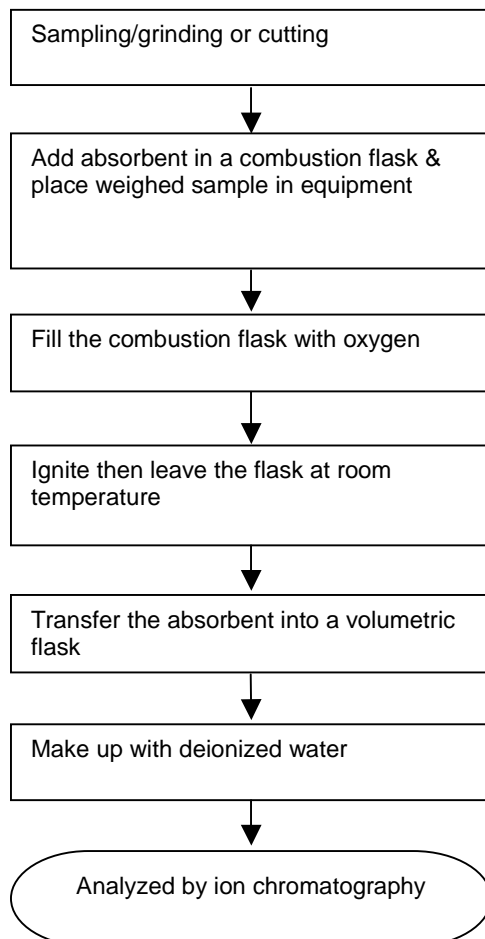 Sampling/grinding or cutting
Add absorbent in a combustion flask &
place weighed sample in equipment
Fill the combustion flask with oxygen
Ignite then leave the flask at room
temperature
Transfer the absorbent into a volumetric
flask
Make up with deionized water
Analyzed by ion chromatography